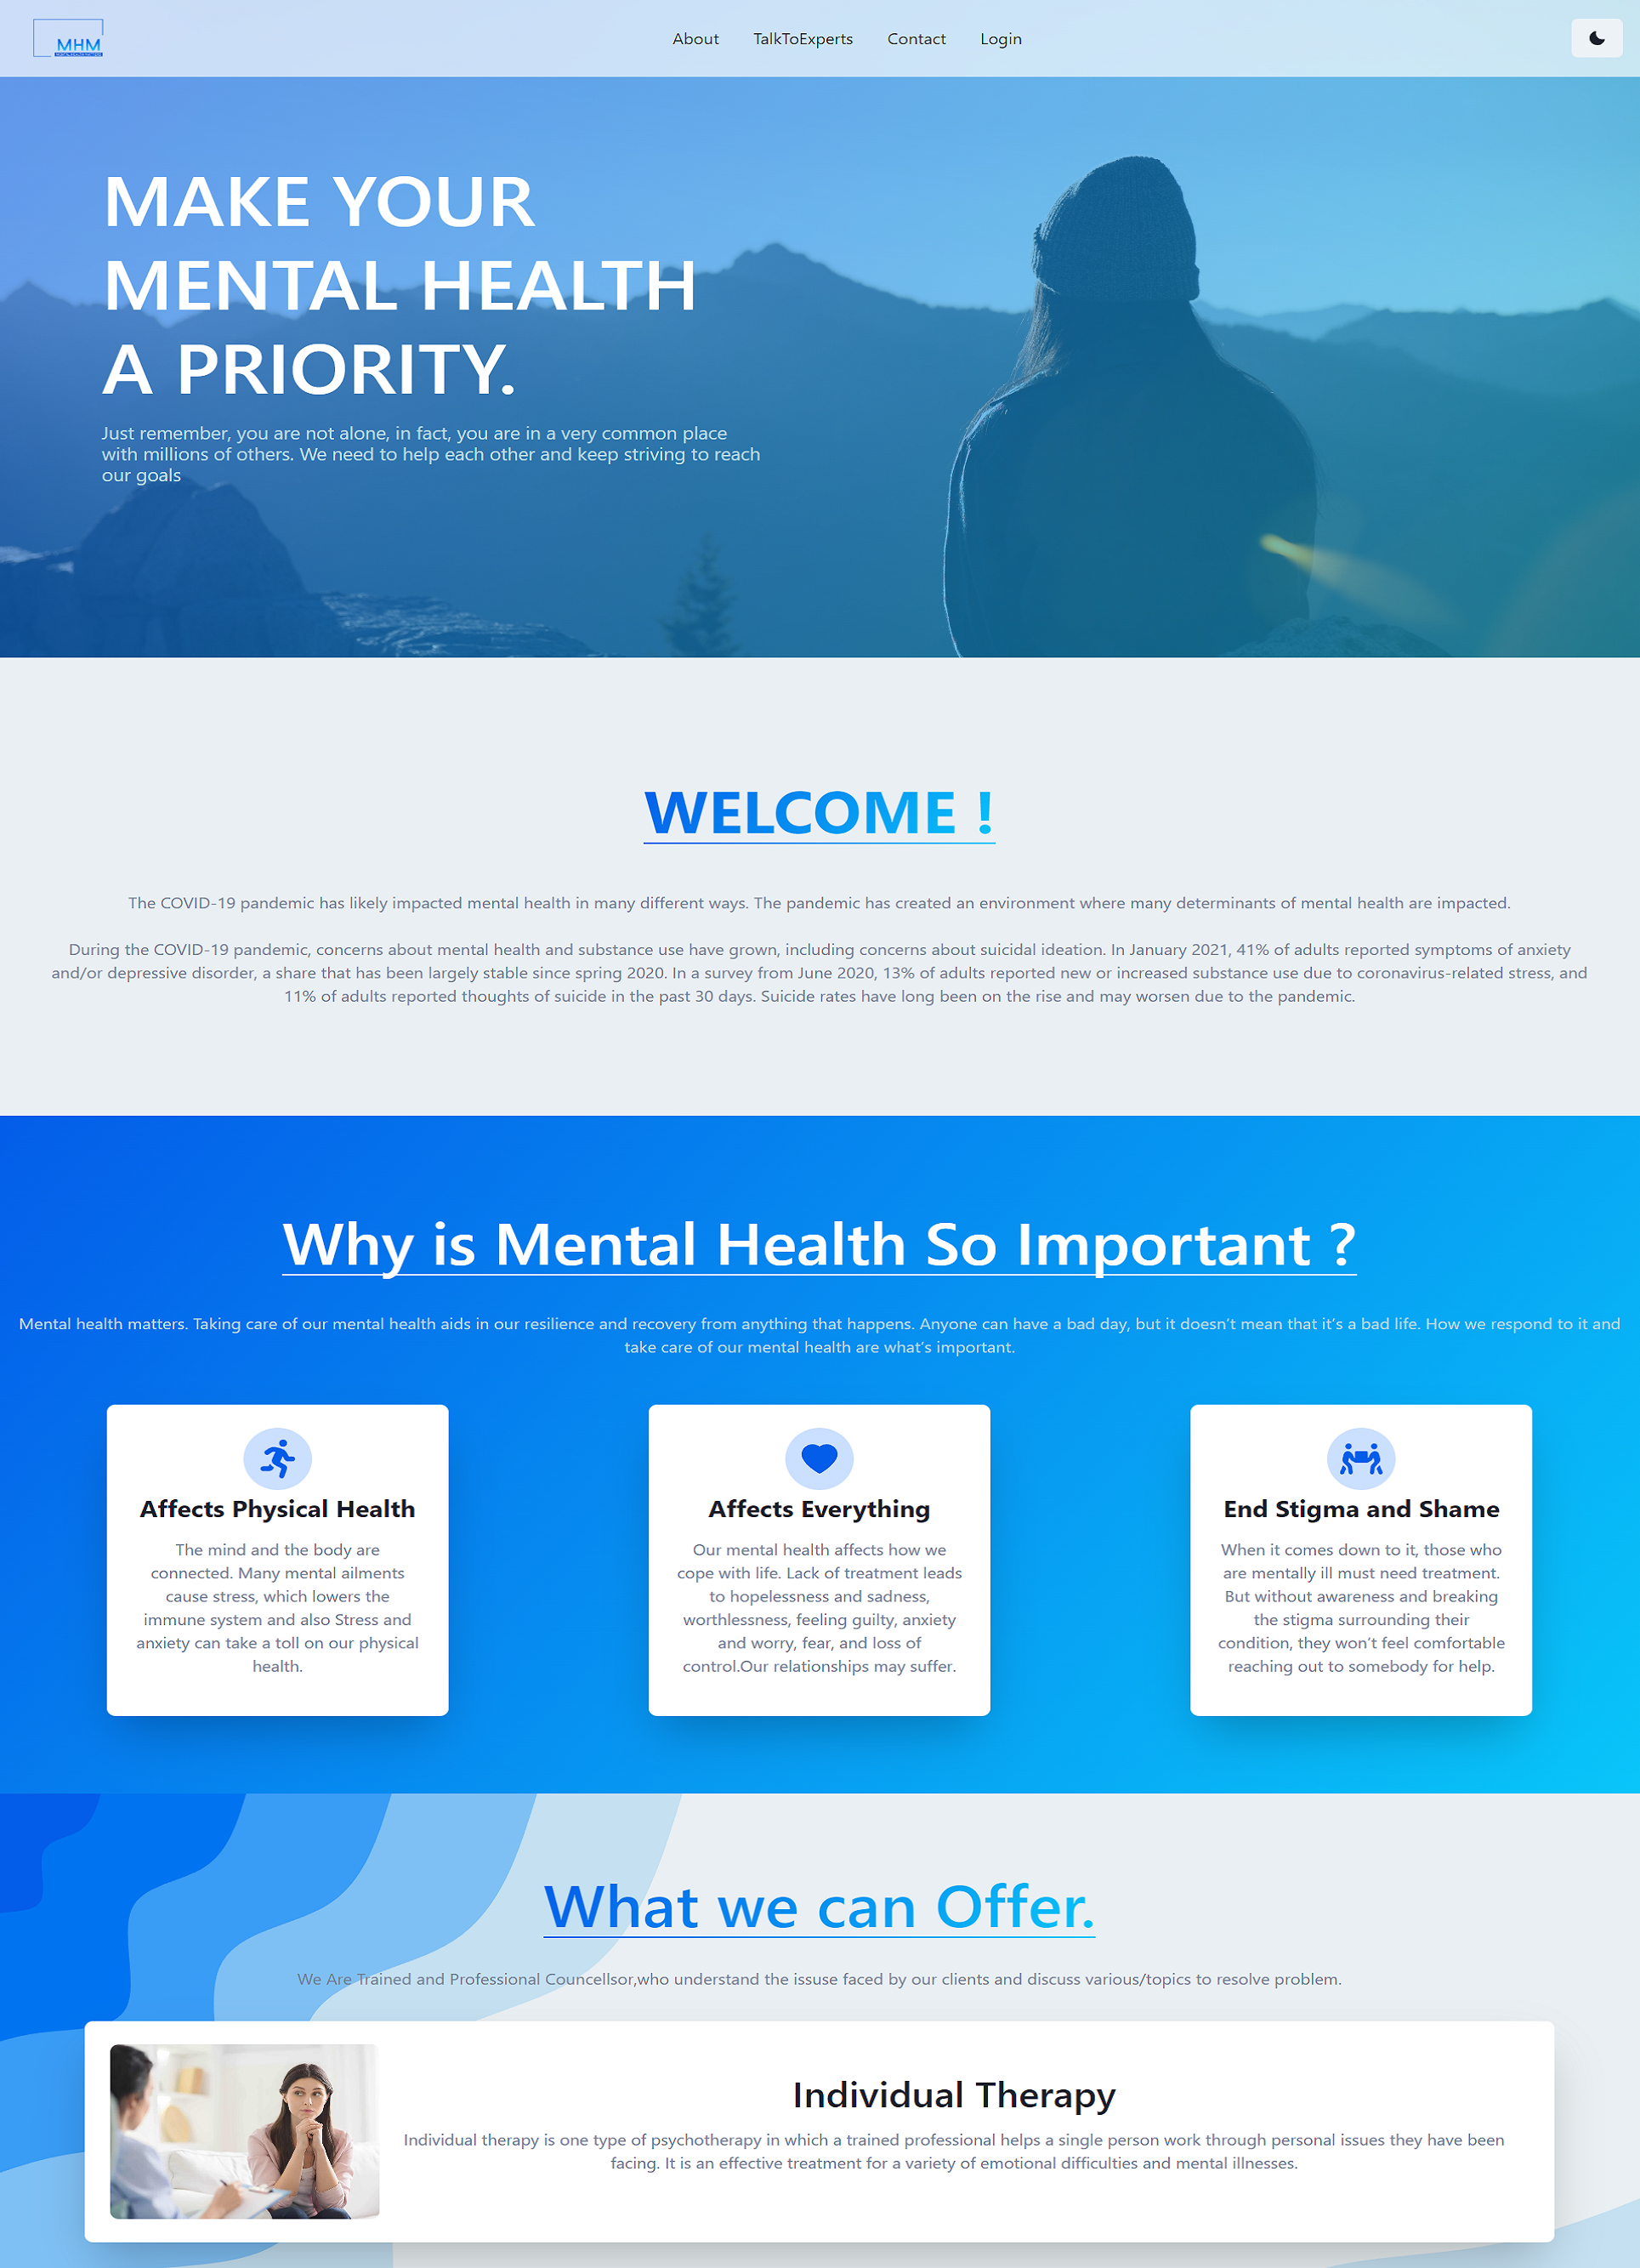 MHM
About TalkToExperts Contact Login
MAKE YOUR
MENTAL HEALTH
A PRIORITY.
Just remember, you are not alone, in fact, you are in a very common place
with millions of others. We need to help each other and keep striving to reach
our goals
WELCOME !
The COVID-19 pandemic has likely impacted mental health in many different ways. The pandemic has created an environment where many determinants of mental health are impacted.
During the COVID-19 pandemic, concerns about mental health and substance use have grown, including concerns about suicidal ideation. In January 2021, 41% of adults reported symptoms of anxiety
and/or depressive disorder, a share that has been largely stable since spring 2020. In a survey from June 2020, 13% of adults reported new or increased substance use due to coronavirus-related stress, and
11% of adults reported thoughts of suicide in the past 30 days. Suicide rates have long been on the rise and may worsen due to the pandemic.
Why is Mental Health So Important ?
Mental health matters. Taking care of our mental health aids in our resilience and recovery from anything that happens. Anyone can have a bad day, but it doesn't mean that it's a bad life. How we respond to it and
take care of our mental health are what's important.
Affects Physical Health
The mind and the body are
connected. Many mental ailments
cause stress, which lowers the
immune system and also Stress and
anxiety can take a toll on our physical
health.
Affects Everything
Our mental health affects how we
cope with life. Lack of treatment leads
to hopelessness and sadness,
worthlessness, feeling guilty, anxiety
and worry, fear, and loss of
control.Our relationships may suffer.
End Stigma and Shame
When it comes down to it, those who
are mentally ill must need treatment.
But without awareness and breaking
the stigma surrounding their
condition, they won't feel comfortable
reaching out to somebody for help.
What we can Offer.
We Are Trained and Professional Councellsor,who understand the issuse faced by our clients and discuss various/topics to resolve problem.
Individual Therapy
Individual therapy is one type of psychotherapy in which a trained professional helps a single person work through personal issues they have been
facing. It is an effective treatment for a variety of emotional difficulties and mental illnesses.